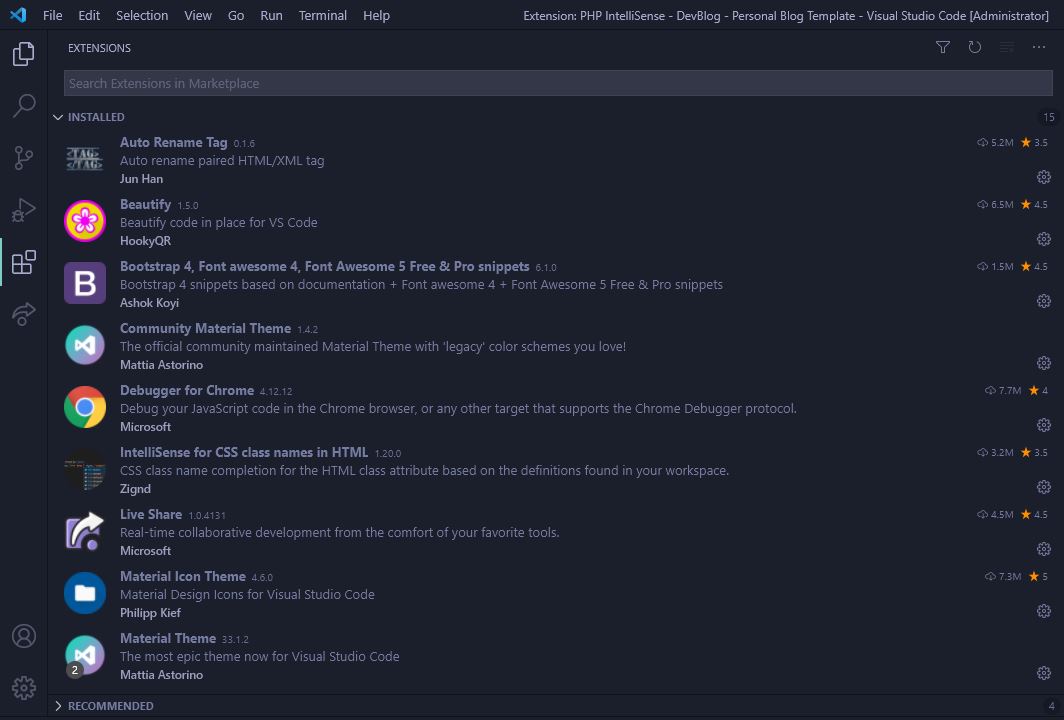 File Edit Selection View Go Run Terminal Help Extension: PHP IntelliSense - DevBlog - Personal Blog Template - Visual Studio Code [Administrator]
EXTENSIONS
Search Extensions in Marketplace
INSTALLED 15
TAG
TAG
Auto Rename Tag 0.1.6 5.2M 3.5
Auto rename paired HTML/XML tag
Jun Han
Beautify 1.5.0 6.5M 4.5
Beautify code in place for VS Code
HookyQR
B
Bootstrap 4, Font awesome 4, Font Awesome 5 Free & Pro snippets 6.1.0 1.5M 4.5
Bootstrap 4 snippets based on documentation + Font awesome 4 + Font Awesome 5 Free & Pro snippets
Ashok Koyi
Community Material Theme 1.4.2
The official community maintained Material Theme with 'legacy' color schemes you love!
Mattia Astorino
Debugger for Chrome 4.12.12 7.7M 4
Debug your JavaScript code in the Chrome browser, or any other target that supports the Chrome Debugger protocol.
Microsoft
IntelliSense for CSS class names in HTML 1.20.0 3.2M 3.5
CSS class name completion for the HTML class attribute based on the definitions found in your workspace.
Zignd
Live Share 1.0.4131 4.5M 4.5
Real-time collaborative development from the comfort of your favorite tools.
Microsoft
Material Icon Theme 4.6.0 7.3M 5
Material Design Icons for Visual Studio Code
Philipp Kief
Material Theme 33.1.2
The most epic theme now for Visual Studio Code
2
Mattia Astorino
RECOMMENDED 4